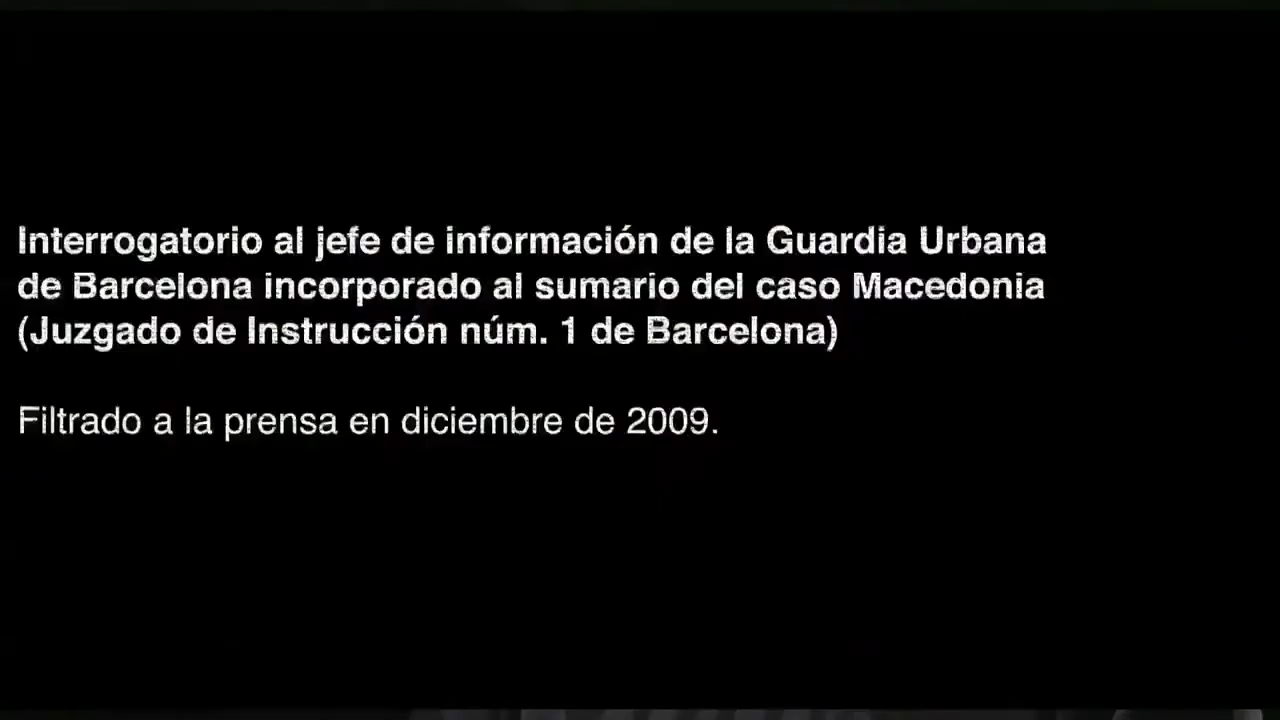 Interrogatorio al jefe de información de la Guardia Urbana
de Barcelona incorporado al sumario del caso Macedonia
(Juzgado de Instrucción núm. 1 de Barcelona)
Filtrado a la prensa en diciembre de 2009.